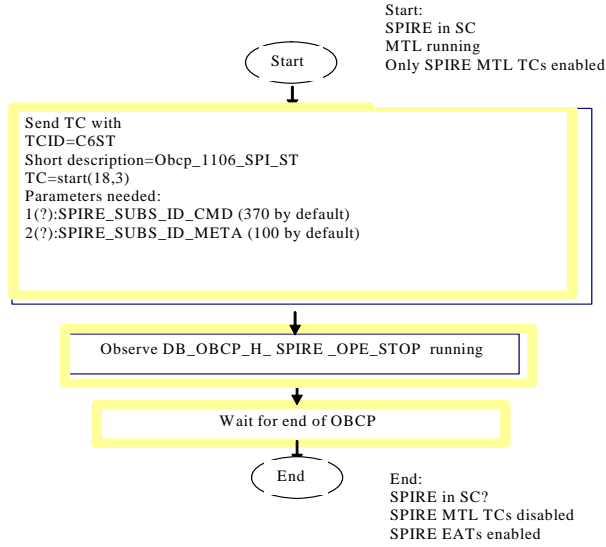 Start:
SPIRE in SC
MTL running
Only SPIRE MTL TCs enabled
Start
Send TC with
TCID=C6ST
Short description=Obcp_1106_SPI_ST
TC=start(18,3)
Parameters needed:
1(?):SPIRE_SUBS_ID_CMD (370 by default)
2(?):SPIRE_SUBS_ID_META (100 by default)
Observe DB_OBCP_H_ SPIRE _OPE_STOP running
Wait for end of OBCP
End
End:
SPIRE in SC?
SPIRE MTL TCs disabled
SPIRE EATs enabled